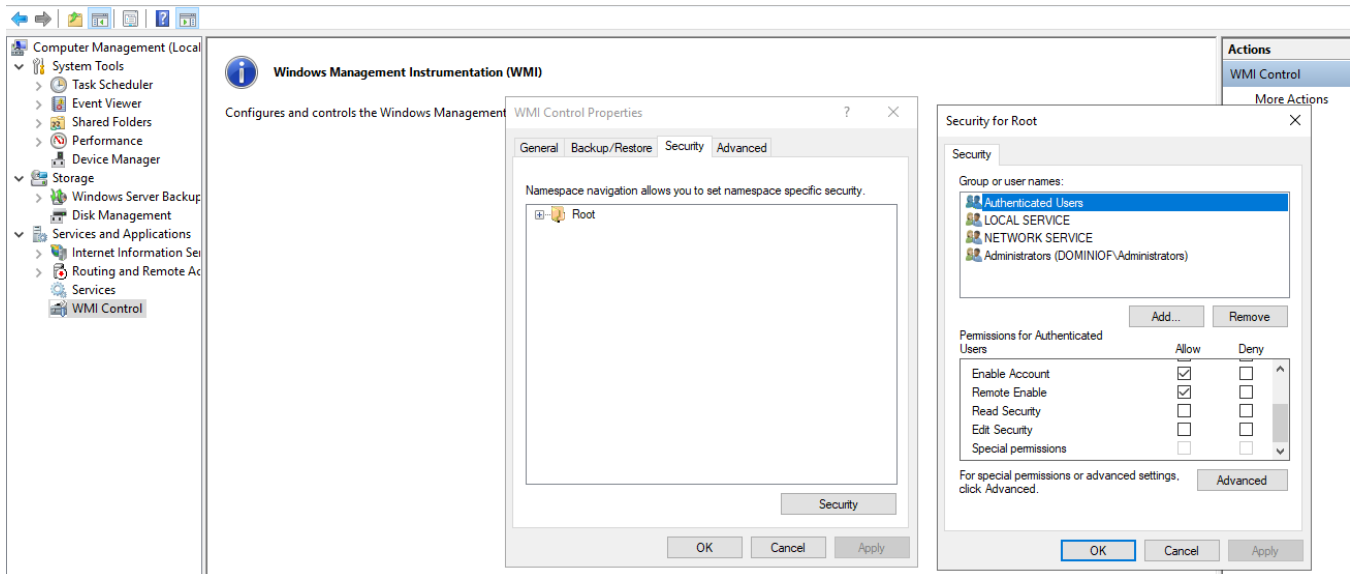 Computer Management (Local
System Tools
Task Scheduler
Event Viewer
Shared Folders
Performance
Device Manager
Storage
Windows Server Backup
Disk Management
Services and Applications
Internet Information Ser
Routing and Remote Ac
Services
WMI Control
Windows Management Instrumentation (WMI)
Configures and controls the Windows Management
WMI Control Properties
?
General Backup/Restore Security Advanced
Namespace navigation allows you to set namespace specific security.
Root
Security
OK Cancel Apply
Actions
WMI Control
More Actions
Security for Root
Security
Group or user names:
Authenticated Users
LOCAL SERVICE
NETWORK SERVICE
Administrators (DOMINIOF\Administrators)
Add... Remove
Permissions for Authenticated
Users Allow Deny
Enable Account
Remote Enable
Read Security
Edit Security
Special permissions
For special permissions or advanced settings,
click Advanced.
Advanced
OK Cancel Apply